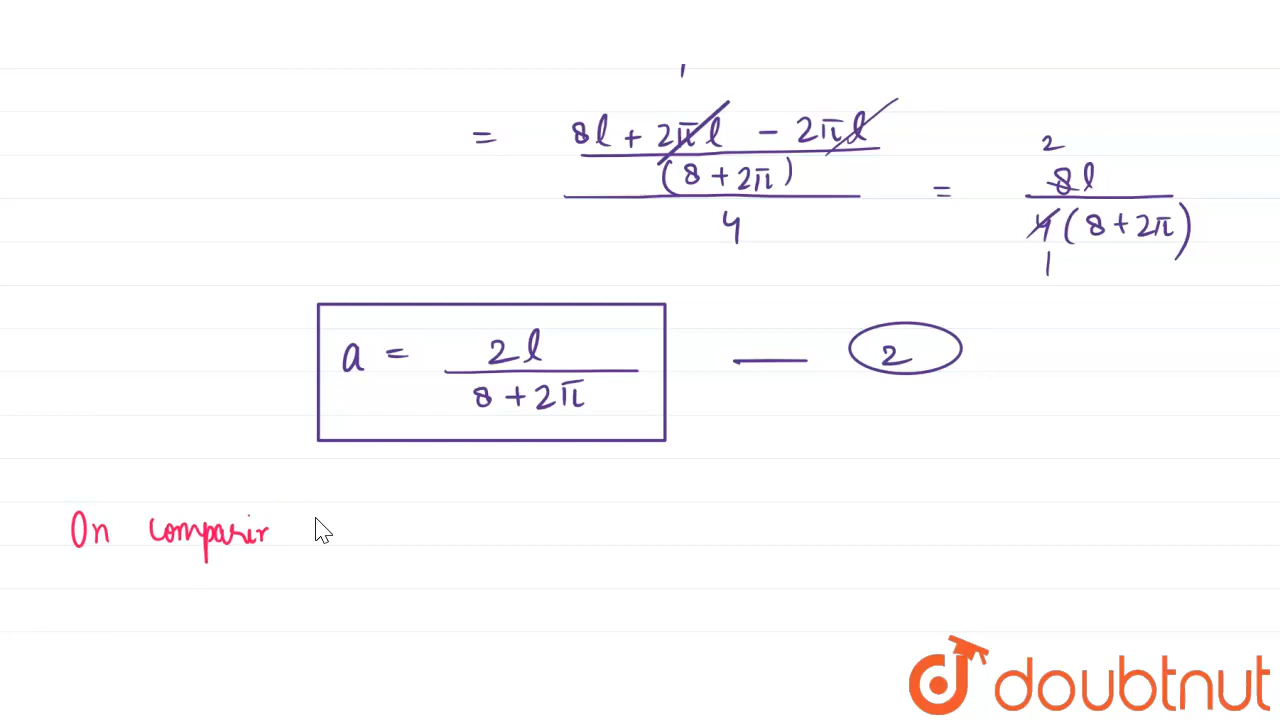 = 8l + 2πl − 2πl
(8 + 2π)
4
= 2
8l
4 (8 + 2π)
1
a = 2l
8 + 2π
— 2
On comparir
doubtnut